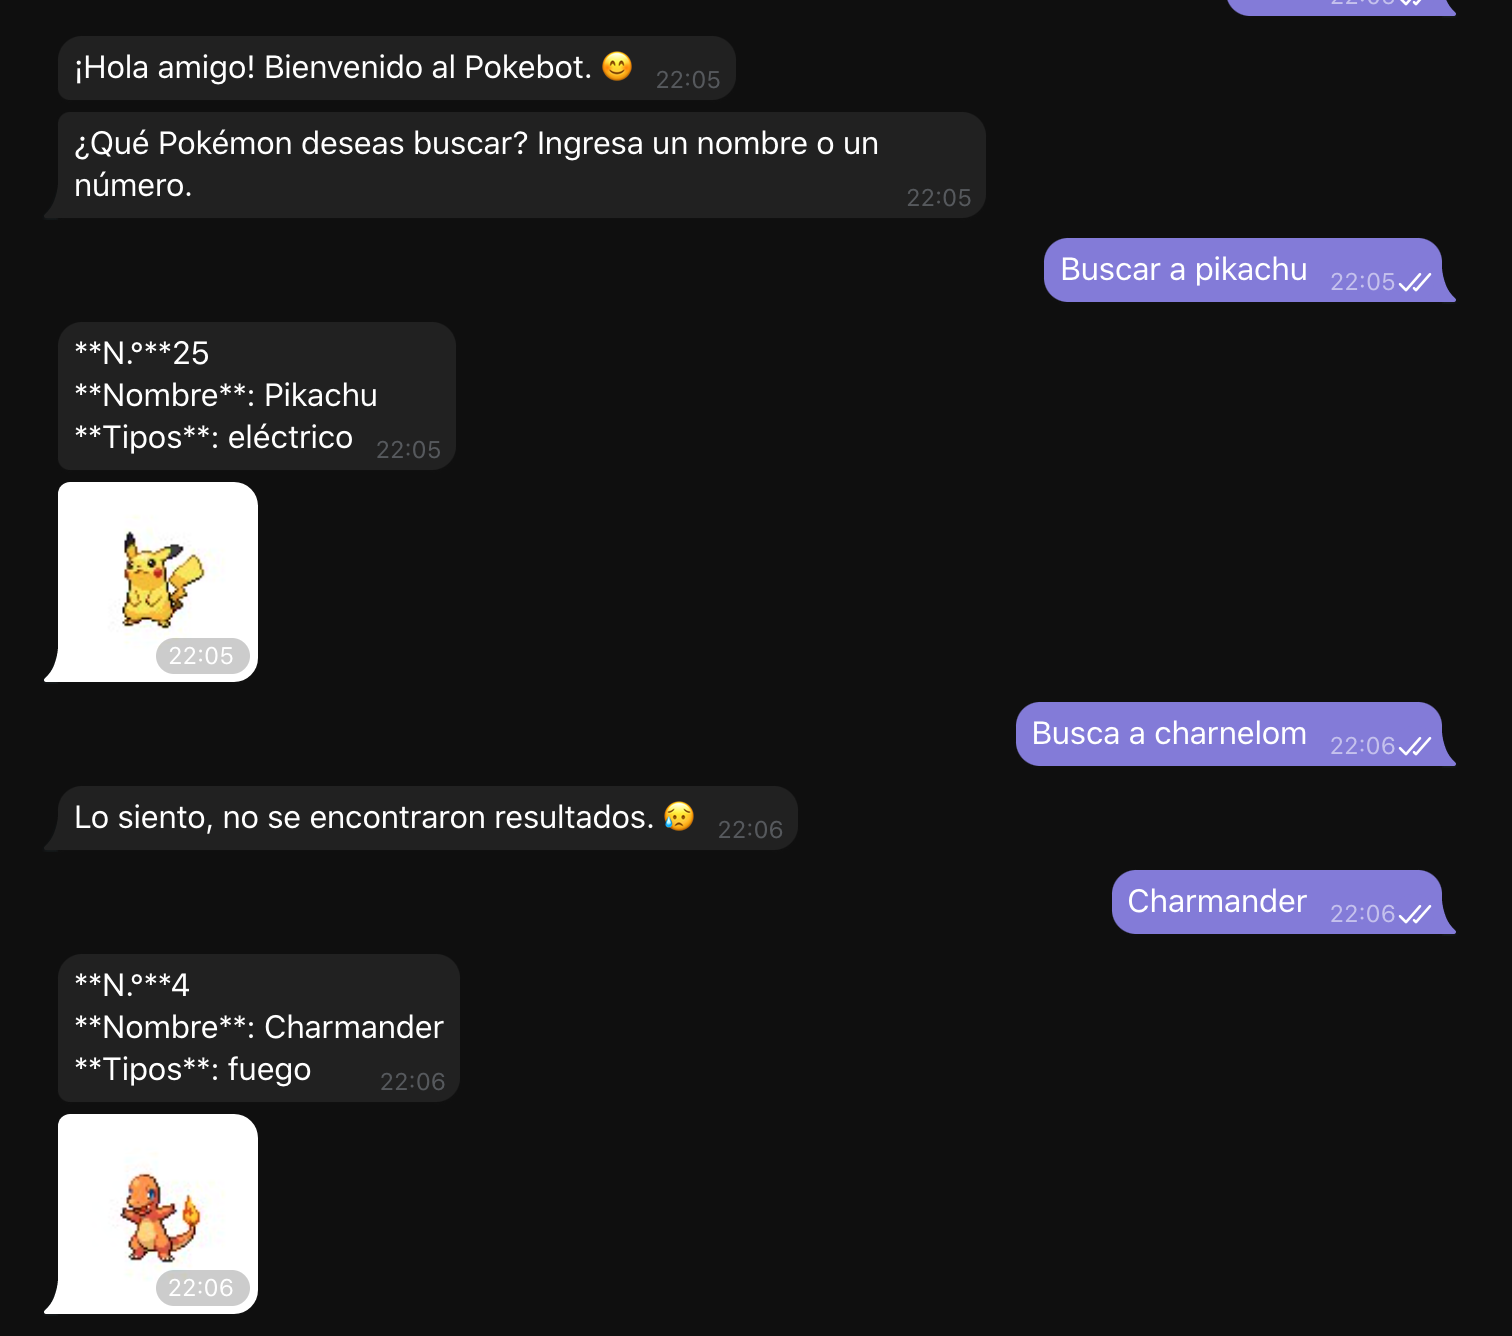 ¡Hola amigo! Bienvenido al Pokebot. 😊 22:05
¿Qué Pokémon deseas buscar? Ingresa un nombre o un
número. 22:05
Buscar a pikachu 22:05
**N.°**25
**Nombre**: Pikachu
**Tipos**: eléctrico 22:05
22:05
Busca a charnelom 22:06
Lo siento, no se encontraron resultados. 😥 22:06
Charmander 22:06
**N.°**4
**Nombre**: Charmander
**Tipos**: fuego 22:06
22:06